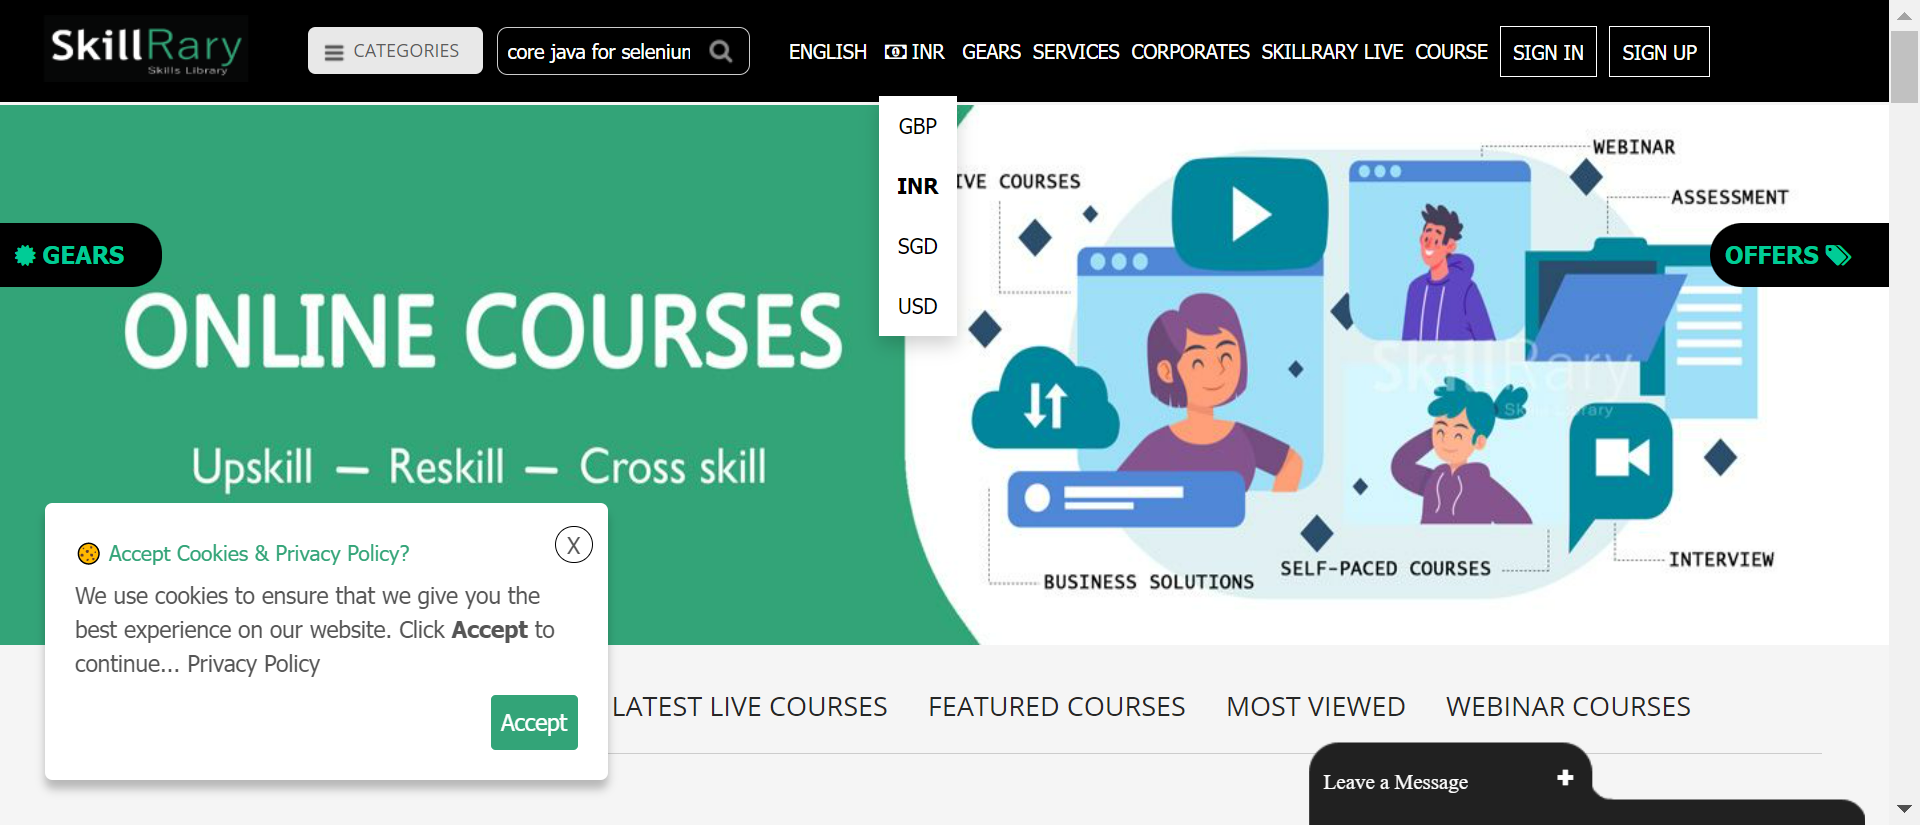 SkillRary
Skills Library
CATEGORIES
core java for seleniun
ENGLISH INR GEARS SERVICES CORPORATES SKILLRARY LIVE COURSE SIGN IN SIGN UP
GBP
INR
SGD
USD
GEARS
OFFERS
ONLINE COURSES
Upskill — Reskill — Cross skill
IVE COURSES
WEBINAR
ASSESSMENT
SkillRary
BUSINESS SOLUTIONS
SELF-PACED COURSES
INTERVIEW
Accept Cookies & Privacy Policy?
X
We use cookies to ensure that we give you the
best experience on our website. Click Accept to
continue... Privacy Policy
Accept
LATEST LIVE COURSES FEATURED COURSES MOST VIEWED WEBINAR COURSES
Leave a Message